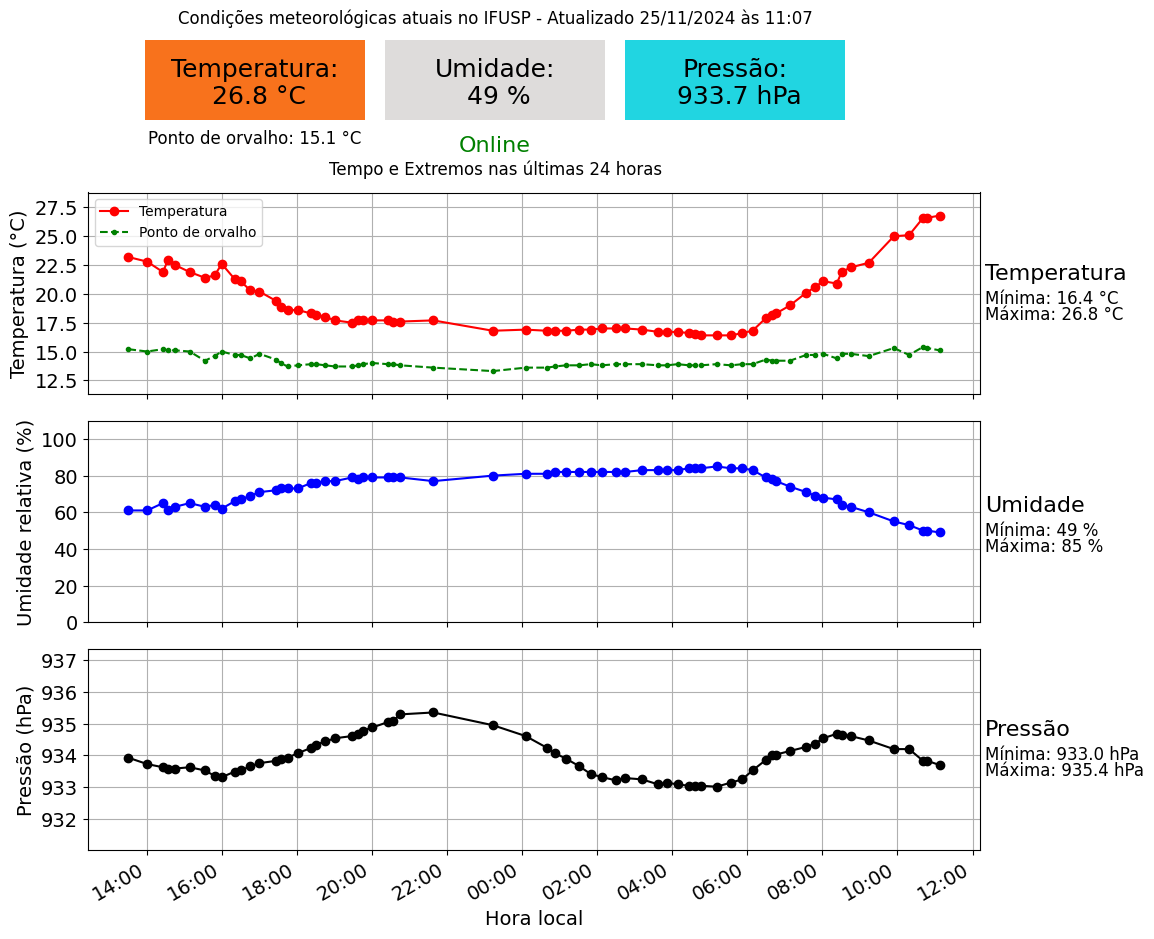 Condições meteorológicas atuais no IFUSP - Atualizado 25/11/2024 às 11:07
Temperatura:
26.8 °C
Umidade:
49 %
Pressão:
933.7 hPa
Ponto de orvalho: 15.1 °C
Online
Tempo e Extremos nas últimas 24 horas
Temperatura (°C)
27.5
25.0
22.5
20.0
17.5
15.0
12.5
Temperatura
Ponto de orvalho
Temperatura
Mínima: 16.4 °C
Máxima: 26.8 °C
Umidade relativa (%)
100
80
60
40
20
0
Umidade
Mínima: 49 %
Máxima: 85 %
Pressão (hPa)
937
936
935
934
933
932
Pressão
Mínima: 933.0 hPa
Máxima: 935.4 hPa
14:00
16:00
18:00
20:00
22:00
00:00
02:00
04:00
06:00
08:00
10:00
12:00
Hora local